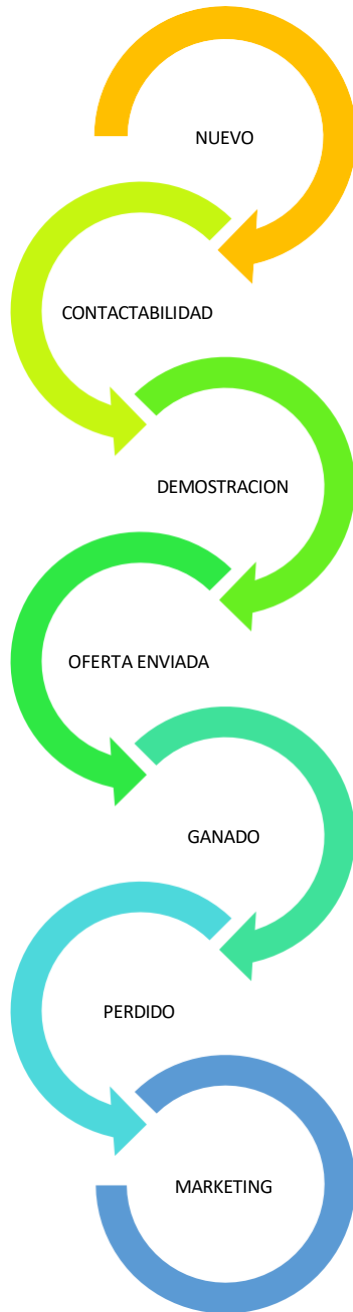 NUEVO
CONTACTABILIDAD
DEMOSTRACION
OFERTA ENVIADA
GANADO
PERDIDO
MARKETING